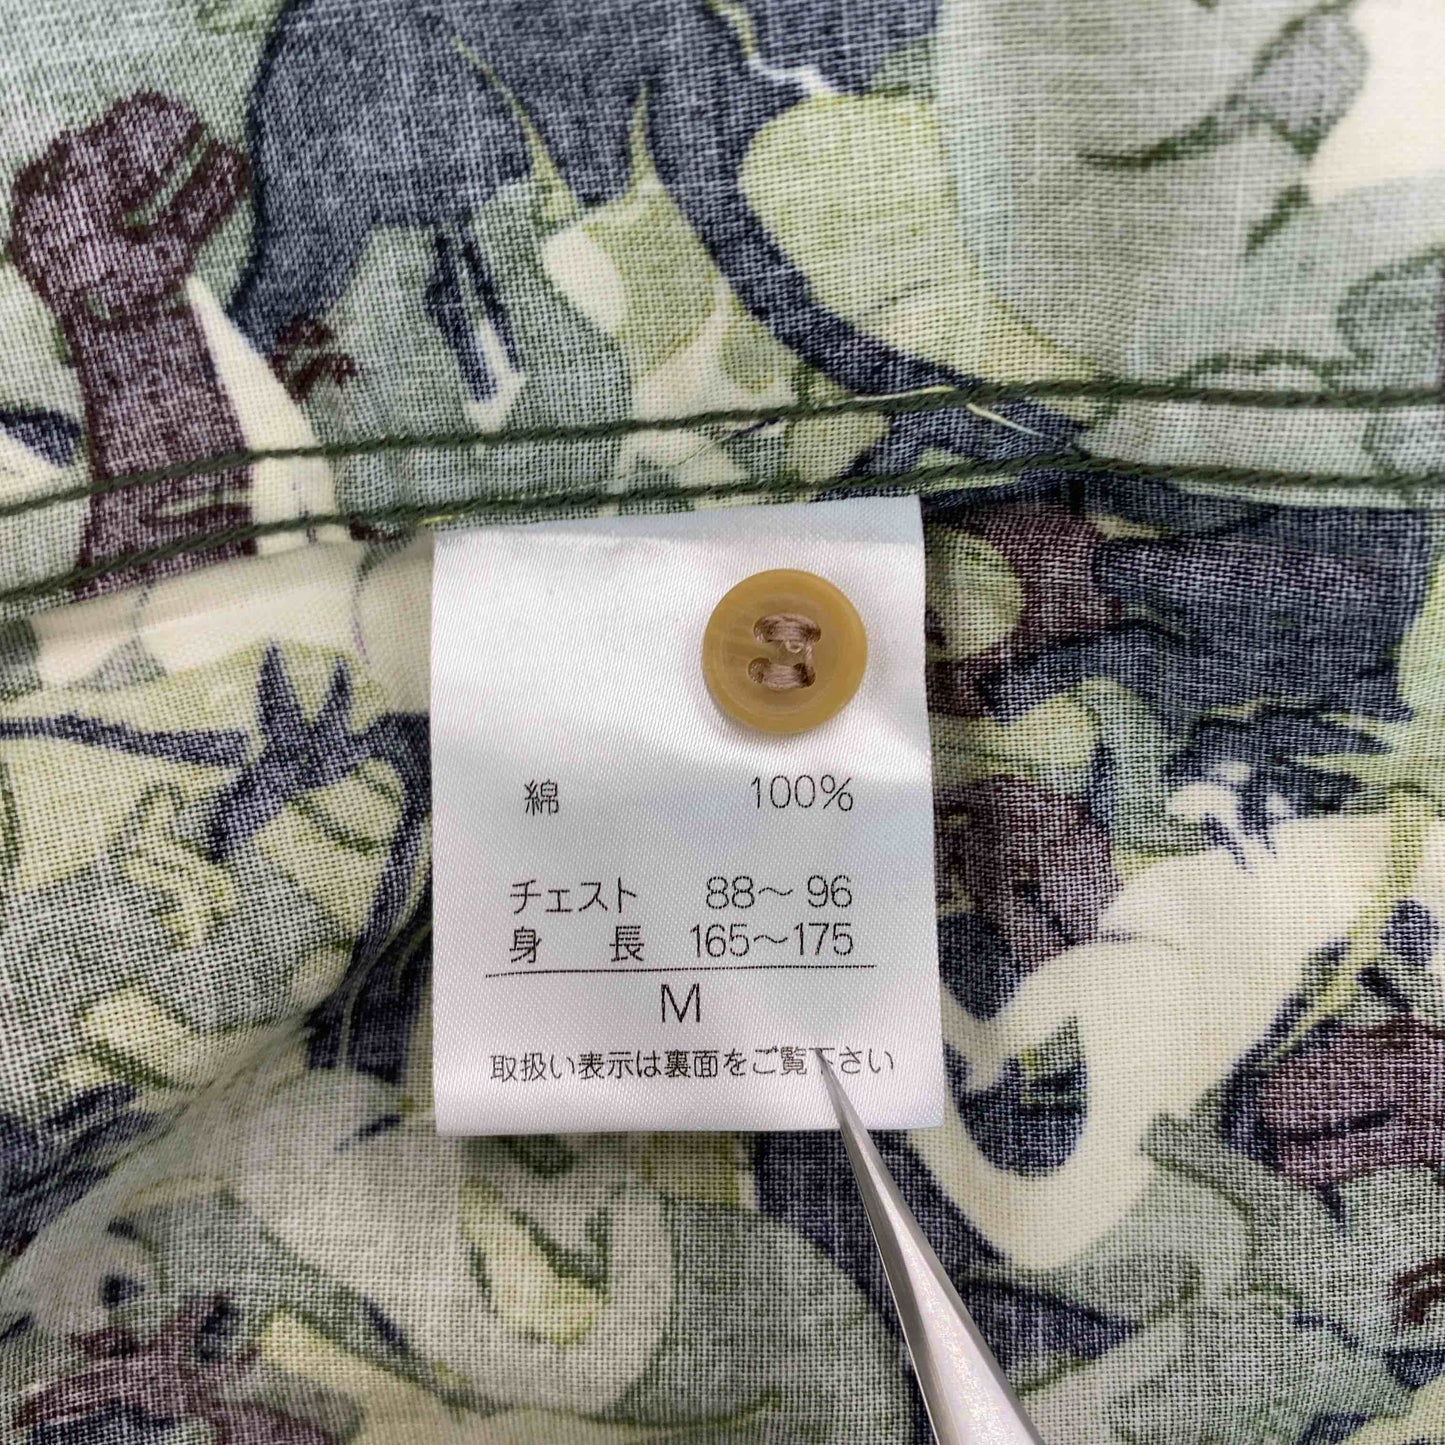 綿 100%
チェスト 88～96
身長 165～175
M
取扱い表示は裏面をご覧下さい